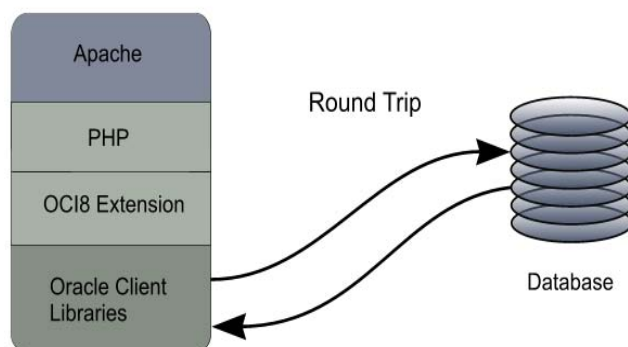 Apache
PHP
OCI8 Extension
Oracle Client
Libraries
Round Trip
Database